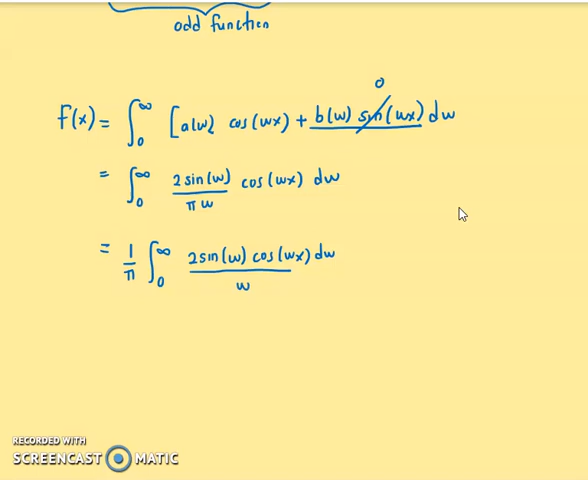 odd function
0
F(x) = ∫₀^∞ [a(w) cos(wx) + b(w) sin(wx) dw
= ∫₀^∞ 2 sin(w)/πw cos(wx) dw
= 1/π ∫₀^∞ 2 sin(w) cos(wx)/w dw
RECORDED WITH
SCREENCAST MATIC